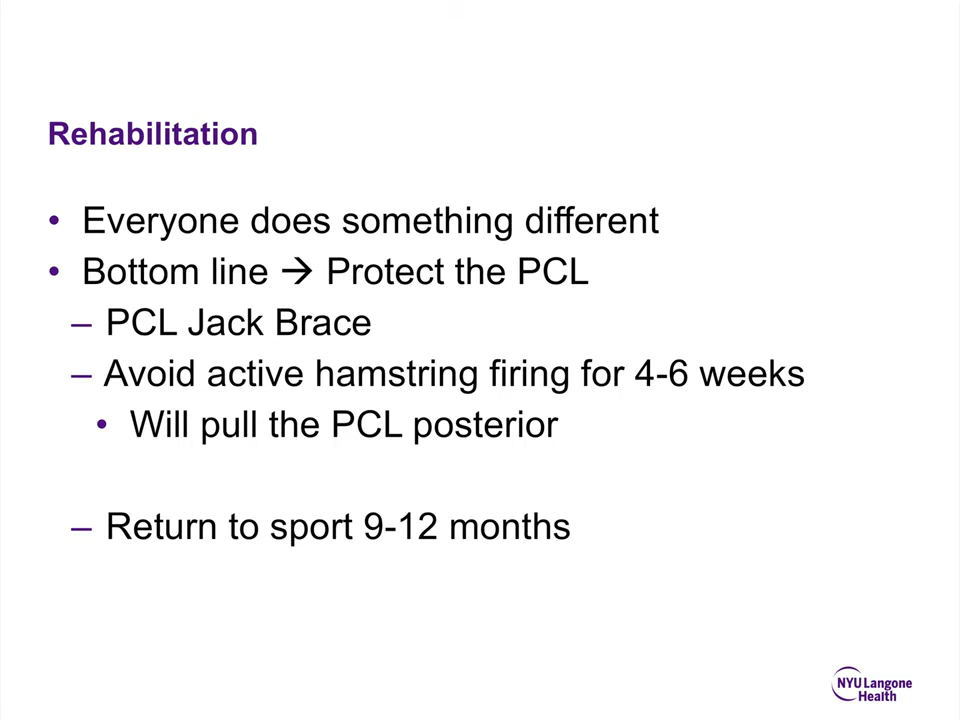 Rehabilitation
• Everyone does something different
• Bottom line → Protect the PCL
– PCL Jack Brace
– Avoid active hamstring firing for 4-6 weeks
• Will pull the PCL posterior
– Return to sport 9-12 months
NYU Langone
Health